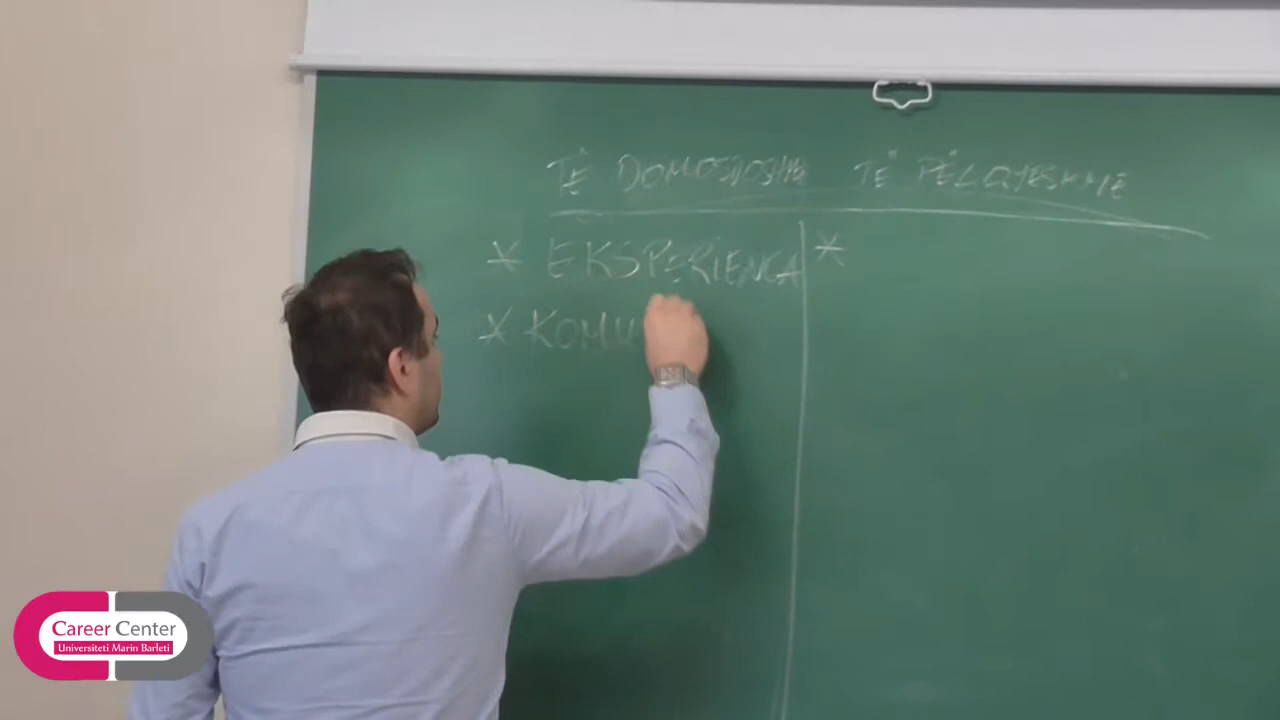 TË DOMOSDOSHME TË PËLQYESHME
* EKSPERIENCA *
* KOMU
Career Center
Universiteti Marin Barleti